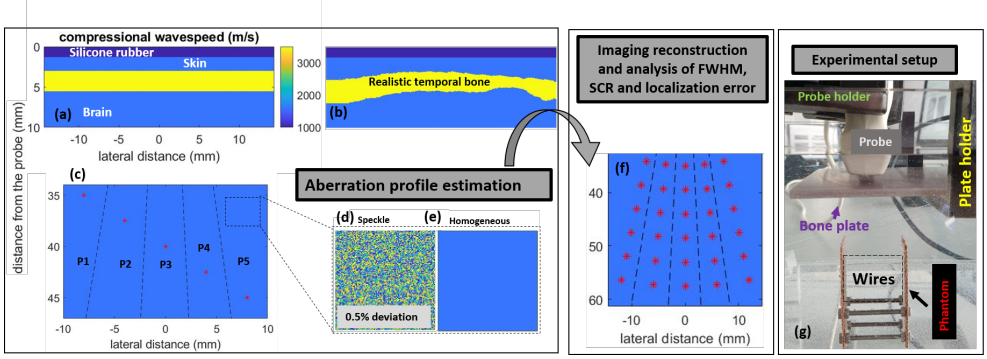 compressional wavespeed (m/s)
0
5
10
Silicone rubber
Skin
Brain
(a)
-10 -5 0 5 10
lateral distance (mm)
3000
2000
1000
Realistic temporal bone
(b)
distance from the probe (mm)
Aberration profile estimation
(c)
35
40
45
P1
P2
P3
P4
P5
-10 -5 0 5 10
lateral distance (mm)
(d) Speckle
(e) Homogeneous
0.5% deviation
Imaging reconstruction
and analysis of FWHM,
SCR and localization error
(f)
40
50
60
-10 0 10
lateral distance (mm)
Experimental setup
Probe holder
Probe
Plate holder
Bone plate
Wires
Phantom
(g)